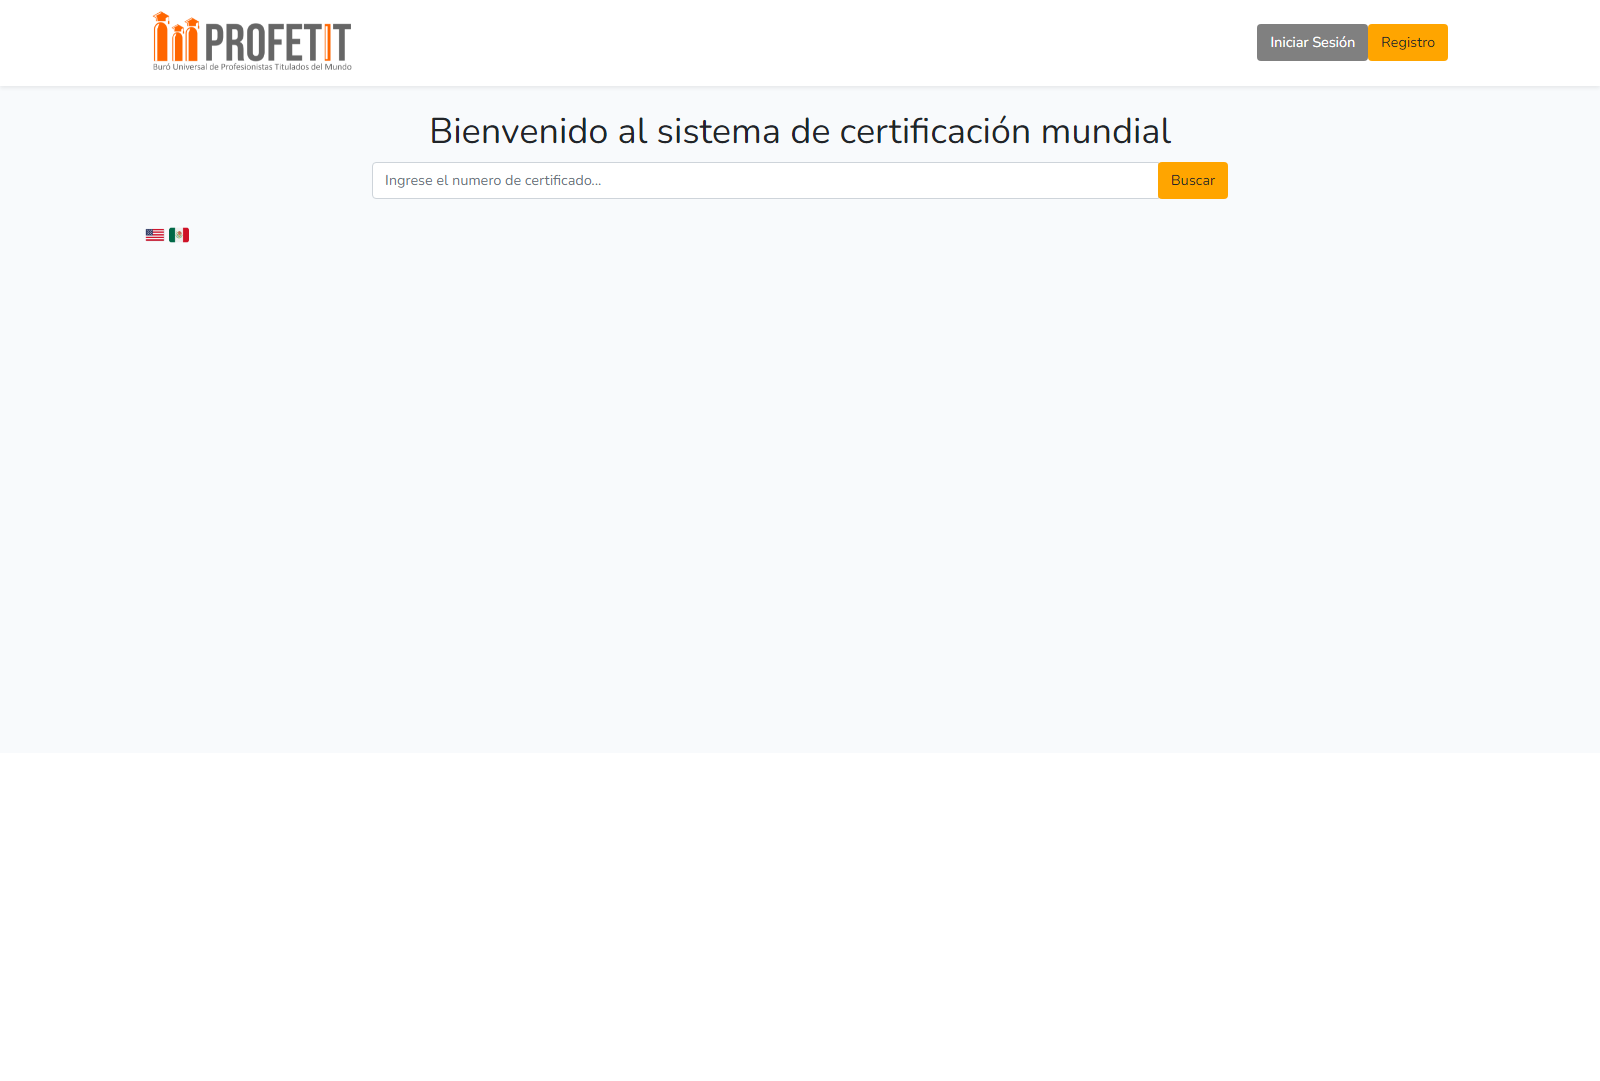 PROFETIT
Buró Universal de Profesionistas Titulados del Mundo
Iniciar Sesión
Registro
Bienvenido al sistema de certificación mundial
Ingrese el numero de certificado...
Buscar